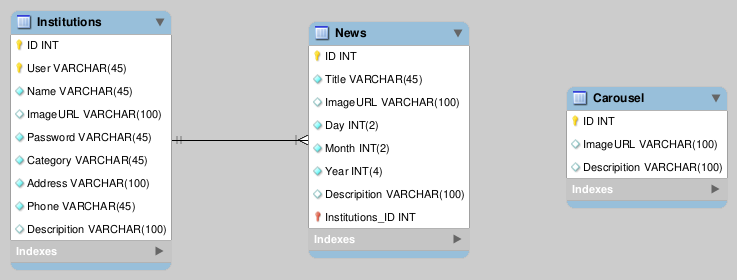 Institutions
ID INT
User VARCHAR(45)
Name VARCHAR(45)
ImageURL VARCHAR(100)
Password VARCHAR(45)
Category VARCHAR(45)
Address VARCHAR(100)
Phone VARCHAR(45)
Descripition VARCHAR(100)
Indexes
News
ID INT
Title VARCHAR(45)
ImageURL VARCHAR(100)
Day INT(2)
Month INT(2)
Year INT(4)
Descripition VARCHAR(100)
Institutions_ID INT
Indexes
Carousel
ID INT
ImageURL VARCHAR(100)
Descripition VARCHAR(100)
Indexes